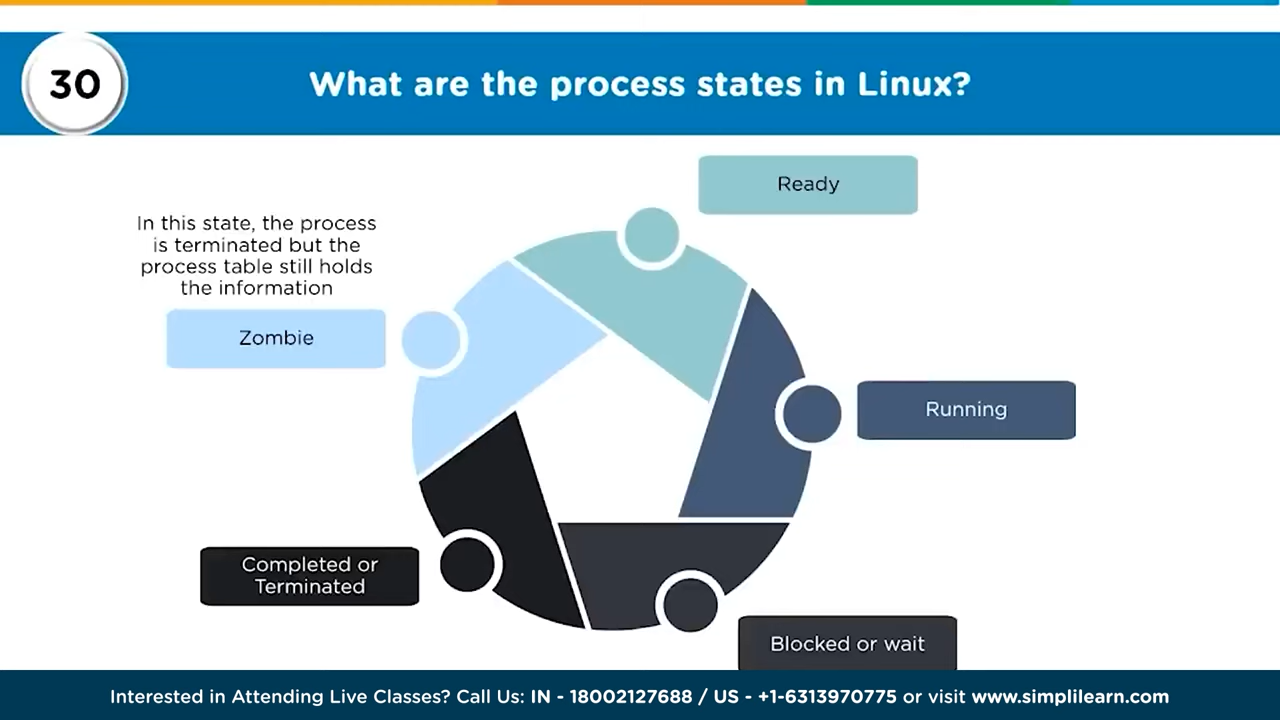 30
What are the process states in Linux?
Ready
In this state, the process
is terminated but the
process table still holds
the information
Zombie
Running
Completed or
Terminated
Blocked or wait
Interested in Attending Live Classes? Call Us: IN - 18002127688 / US - +1-6313970775 or visit www.simplilearn.com